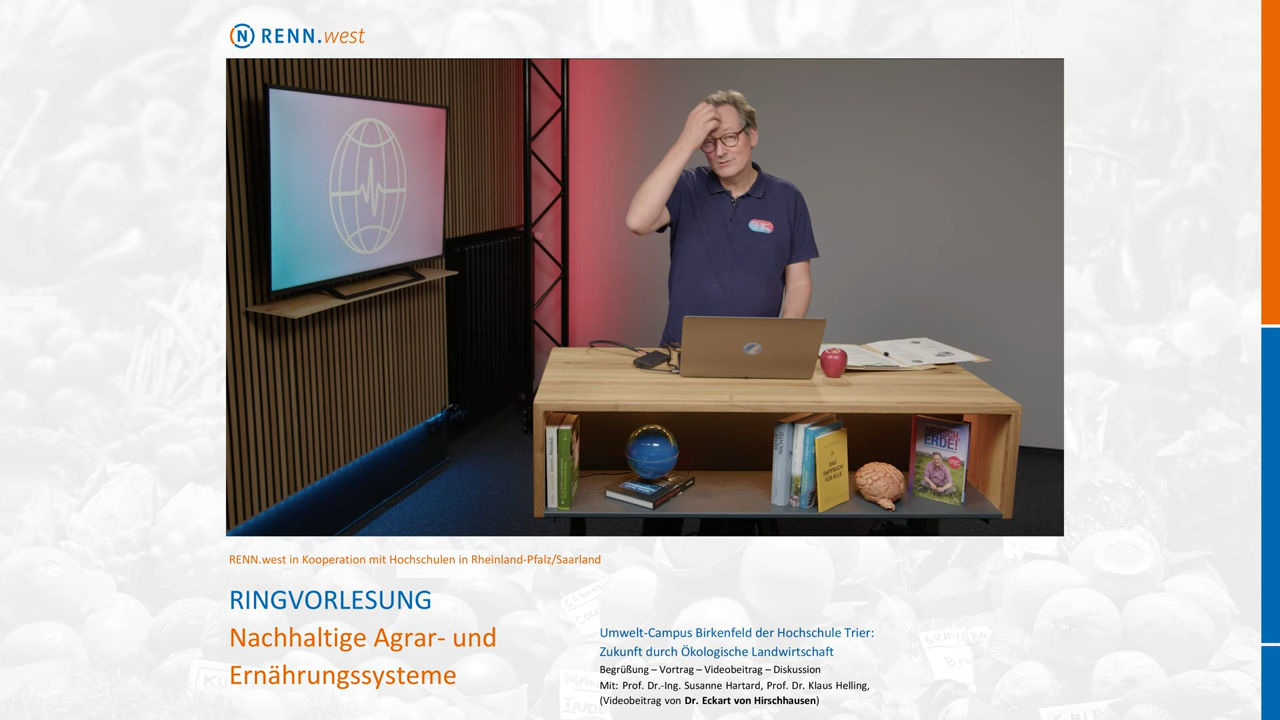 RENN.west
MENSCH,
ERDE!
RENN.west in Kooperation mit Hochschulen in Rheinland-Pfalz/Saarland
RINGVORLESUNG
Nachhaltige Agrar- und
Ernährungssysteme
Umwelt-Campus Birkenfeld der Hochschule Trier:
Zukunft durch Ökologische Landwirtschaft
Begrüßung – Vortrag – Videobeitrag – Diskussion
Mit: Prof. Dr.-Ing. Susanne Hartard, Prof. Dr. Klaus Helling,
(Videobeitrag von Dr. Eckart von Hirschhausen)